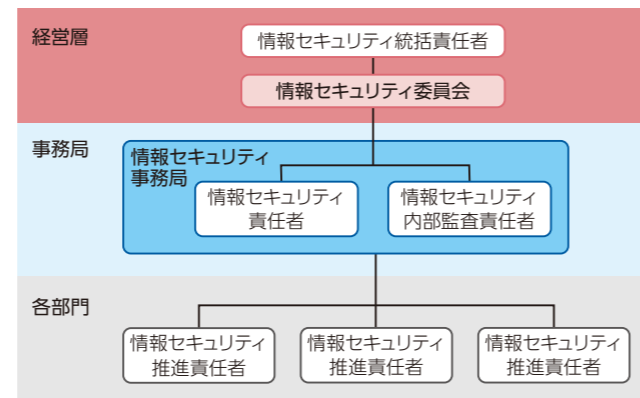 経営層
情報セキュリティ統括責任者
情報セキュリティ委員会
事務局
情報セキュリティ
事務局
情報セキュリティ
責任者
情報セキュリティ
内部監査責任者
各部門
情報セキュリティ
推進責任者
情報セキュリティ
推進責任者
情報セキュリティ
推進責任者